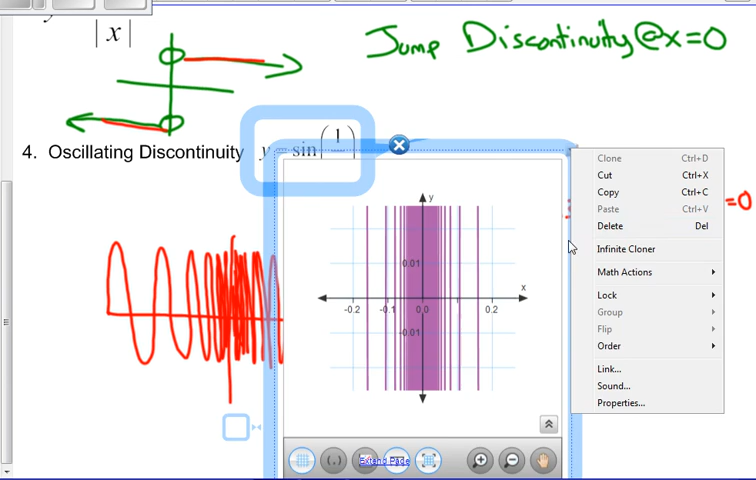 |x|
Jump Discontinuity @ x=0
4. Oscillating Discontinuity y = sin(1
=0
Clone Ctrl+D
Cut Ctrl+X
Copy Ctrl+C
Paste Ctrl+V
Delete Del
Infinite Cloner
Math Actions
Lock
Group
Flip
Order
Link...
Sound...
Properties...
y
0.01
x
-0.2 -0.1 0.0 0.2
-0.01
Extend Page